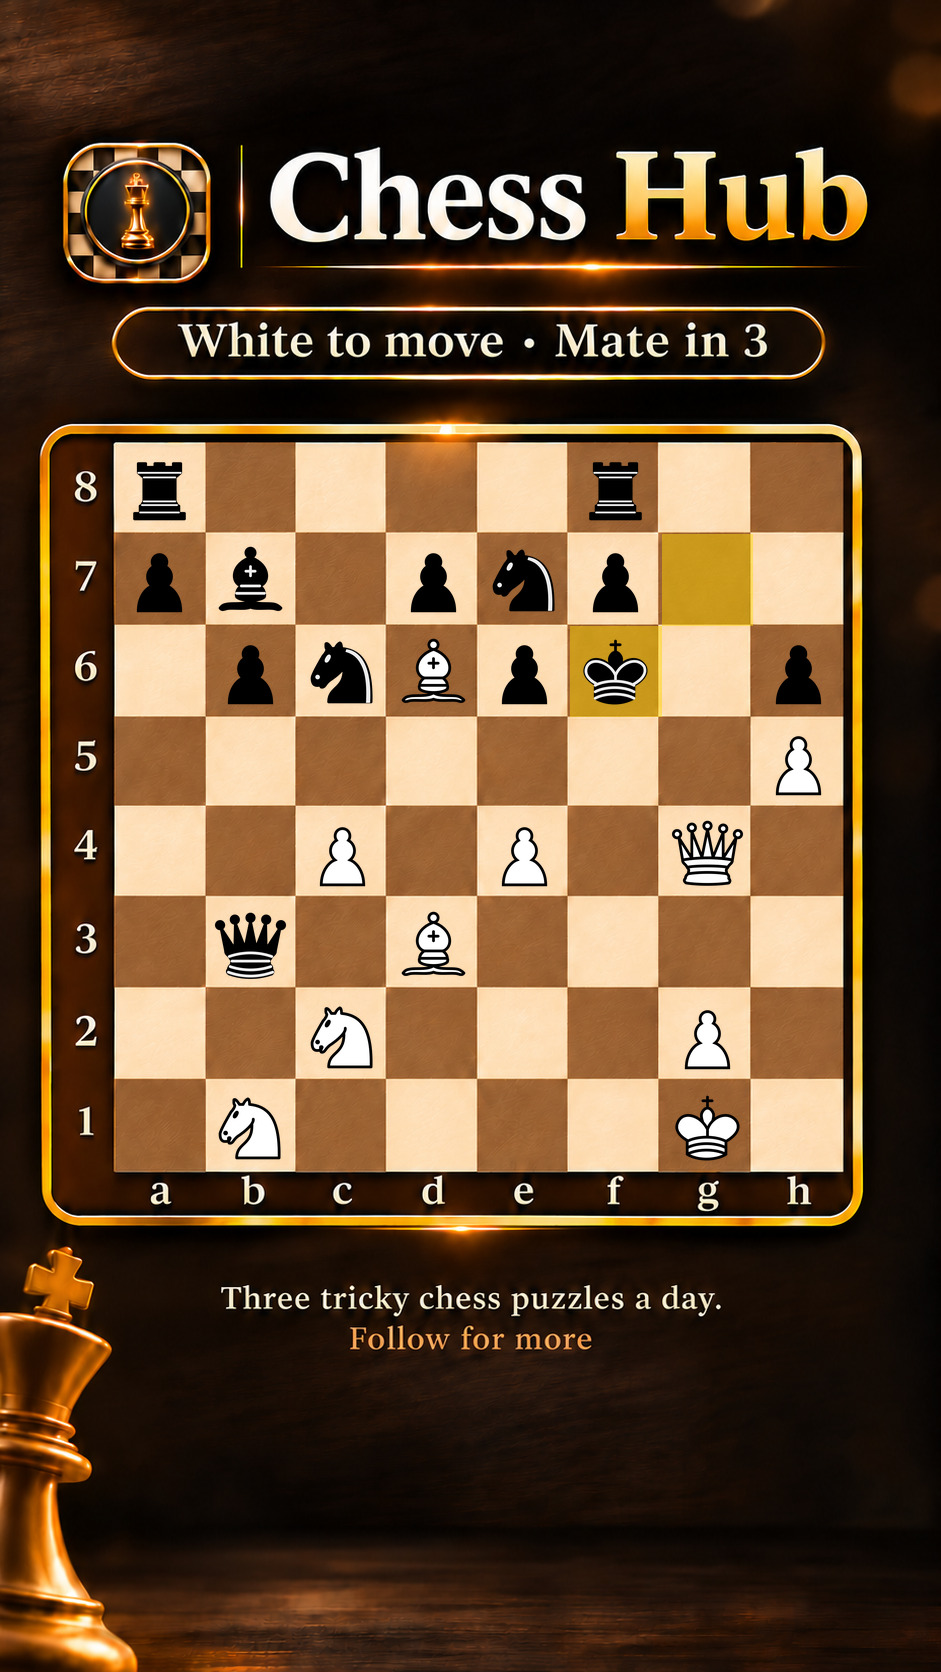 Chess Hub
White to move • Mate in 3
8
7
6
5
4
3
2
1
a b c d e f g h
Three tricky chess puzzles a day.
Follow for more